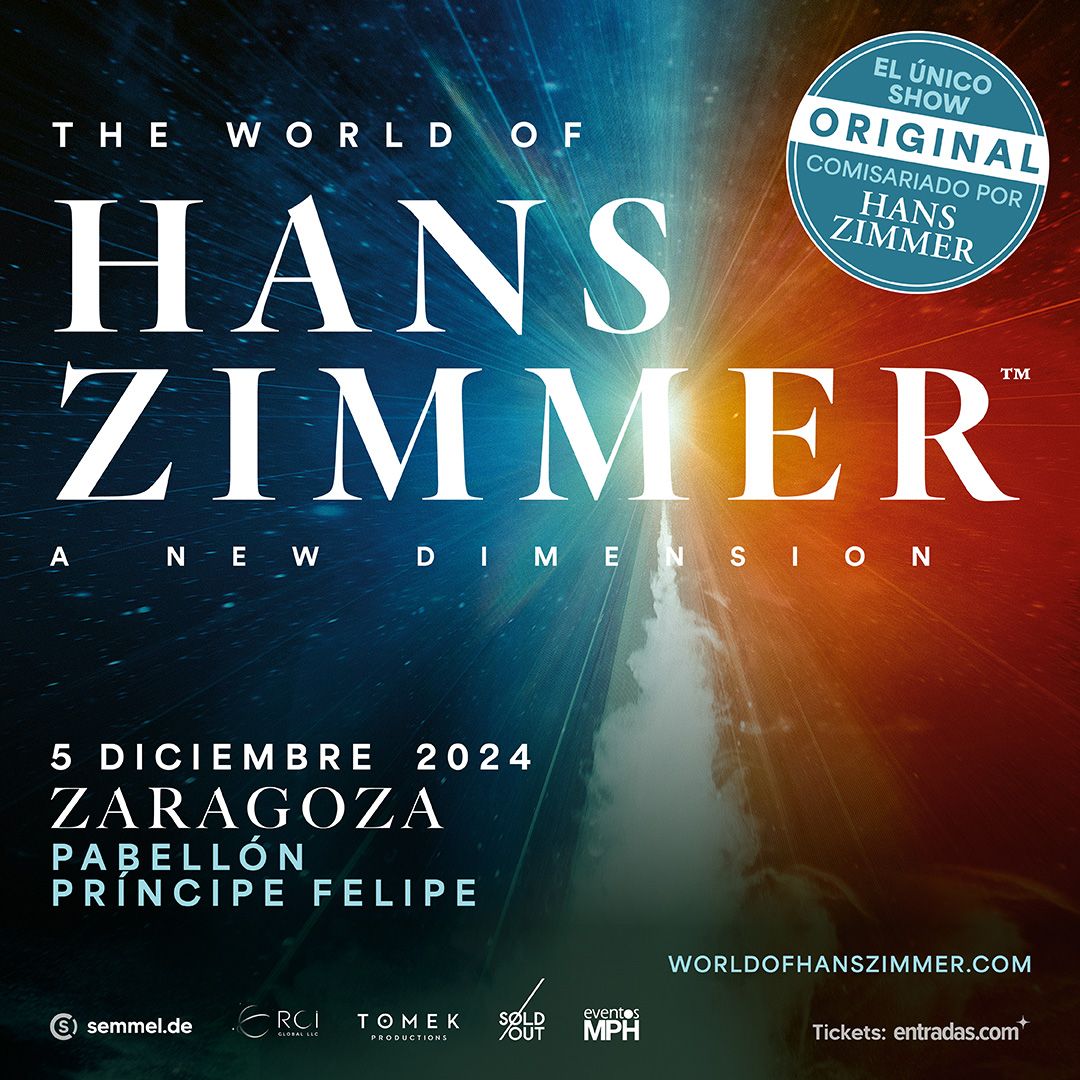 THE WORLD OF
HANS
ZIMMER™
A NEW DIMENSION
EL ÚNICO
SHOW
ORIGINAL
COMISARIADO POR
HANS
ZIMMER
5 DICIEMBRE 2024
ZARAGOZA
PABELLÓN
PRÍNCIPE FELIPE
WORLDOFHANSZIMMER.COM
S semmel.de
RCI
GLOBAL LLC
TOMEK
PRODUCTIONS
SOLD
/OUT
eventos
MPH
Tickets: entradas.com